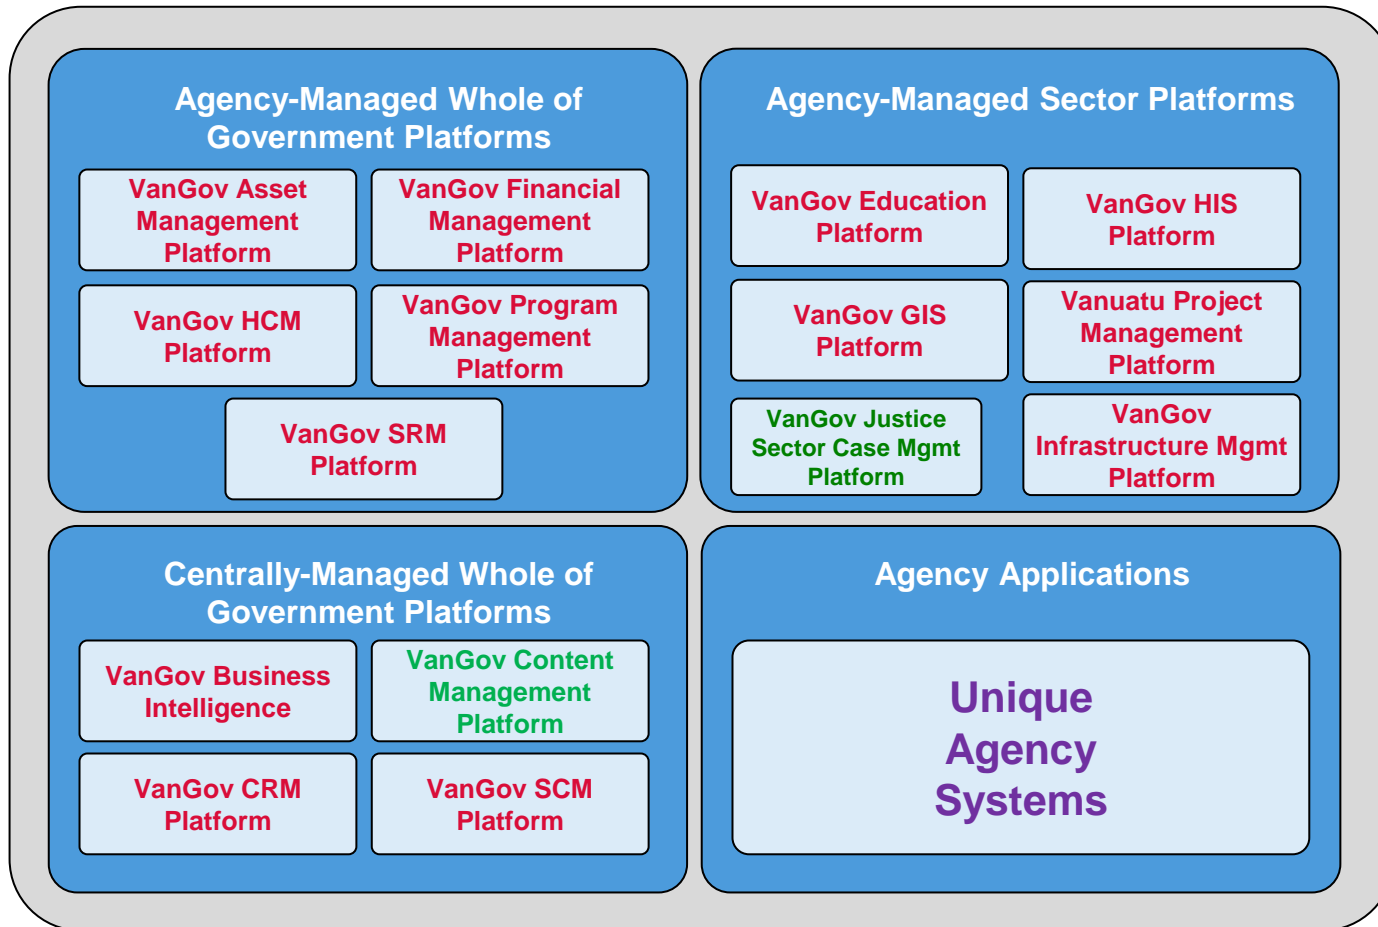 Agency-Managed Whole of
Government Platforms
VanGov Asset
Management
Platform
VanGov Financial
Management
Platform
VanGov HCM
Platform
VanGov Program
Management
Platform
VanGov SRM
Platform
Agency-Managed Sector Platforms
VanGov Education
Platform
VanGov HIS
Platform
VanGov GIS
Platform
Vanuatu Project
Management
Platform
VanGov Justice
Sector Case Mgmt
Platform
VanGov
Infrastructure Mgmt
Platform
Centrally-Managed Whole of
Government Platforms
VanGov Business
Intelligence
VanGov Content
Management
Platform
VanGov CRM
Platform
VanGov SCM
Platform
Agency Applications
Unique
Agency
Systems